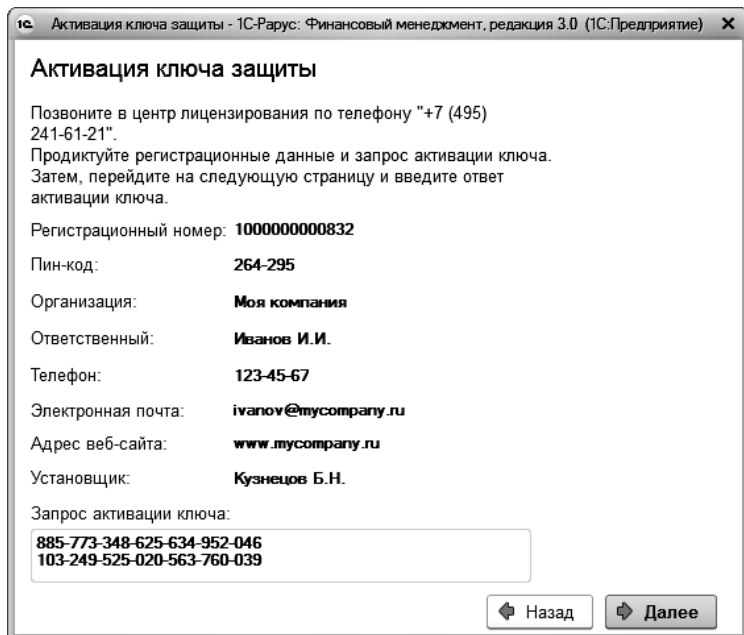 1С Активация ключа защиты - 1С-Рарус: Финансовый менеджмент, редакция 3.0 (1С:Предприятие)
Активация ключа защиты
Позвоните в центр лицензирования по телефону "+7 (495)
241-61-21".
Продиктуйте регистрационные данные и запрос активации ключа.
Затем, перейдите на следующую страницу и введите ответ
активации ключа.
Регистрационный номер: 1000000000832
Пин-код: 264-295
Организация: Моя компания
Ответственный: Иванов И.И.
Телефон: 123-45-67
Электронная почта: ivanov@mycompany.ru
Адрес веб-сайта: www.mycompany.ru
Установщик: Кузнецов Б.Н.
Запрос активации ключа:
885-773-348-625-634-952-046
103-249-525-020-563-760-039
Назад Далее